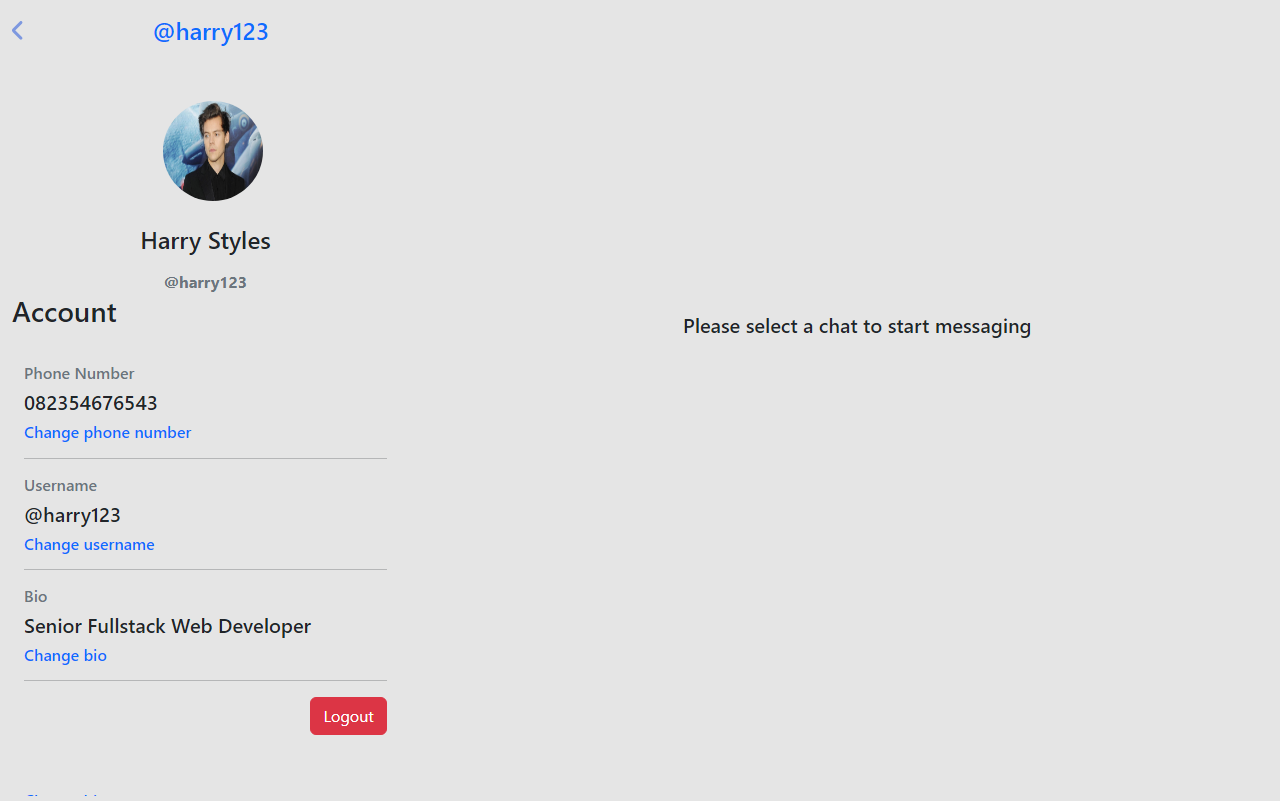 @harry123
Harry Styles
@harry123
Account
Please select a chat to start messaging
Phone Number
082354676543
Change phone number
Username
@harry123
Change username
Bio
Senior Fullstack Web Developer
Change bio
Logout